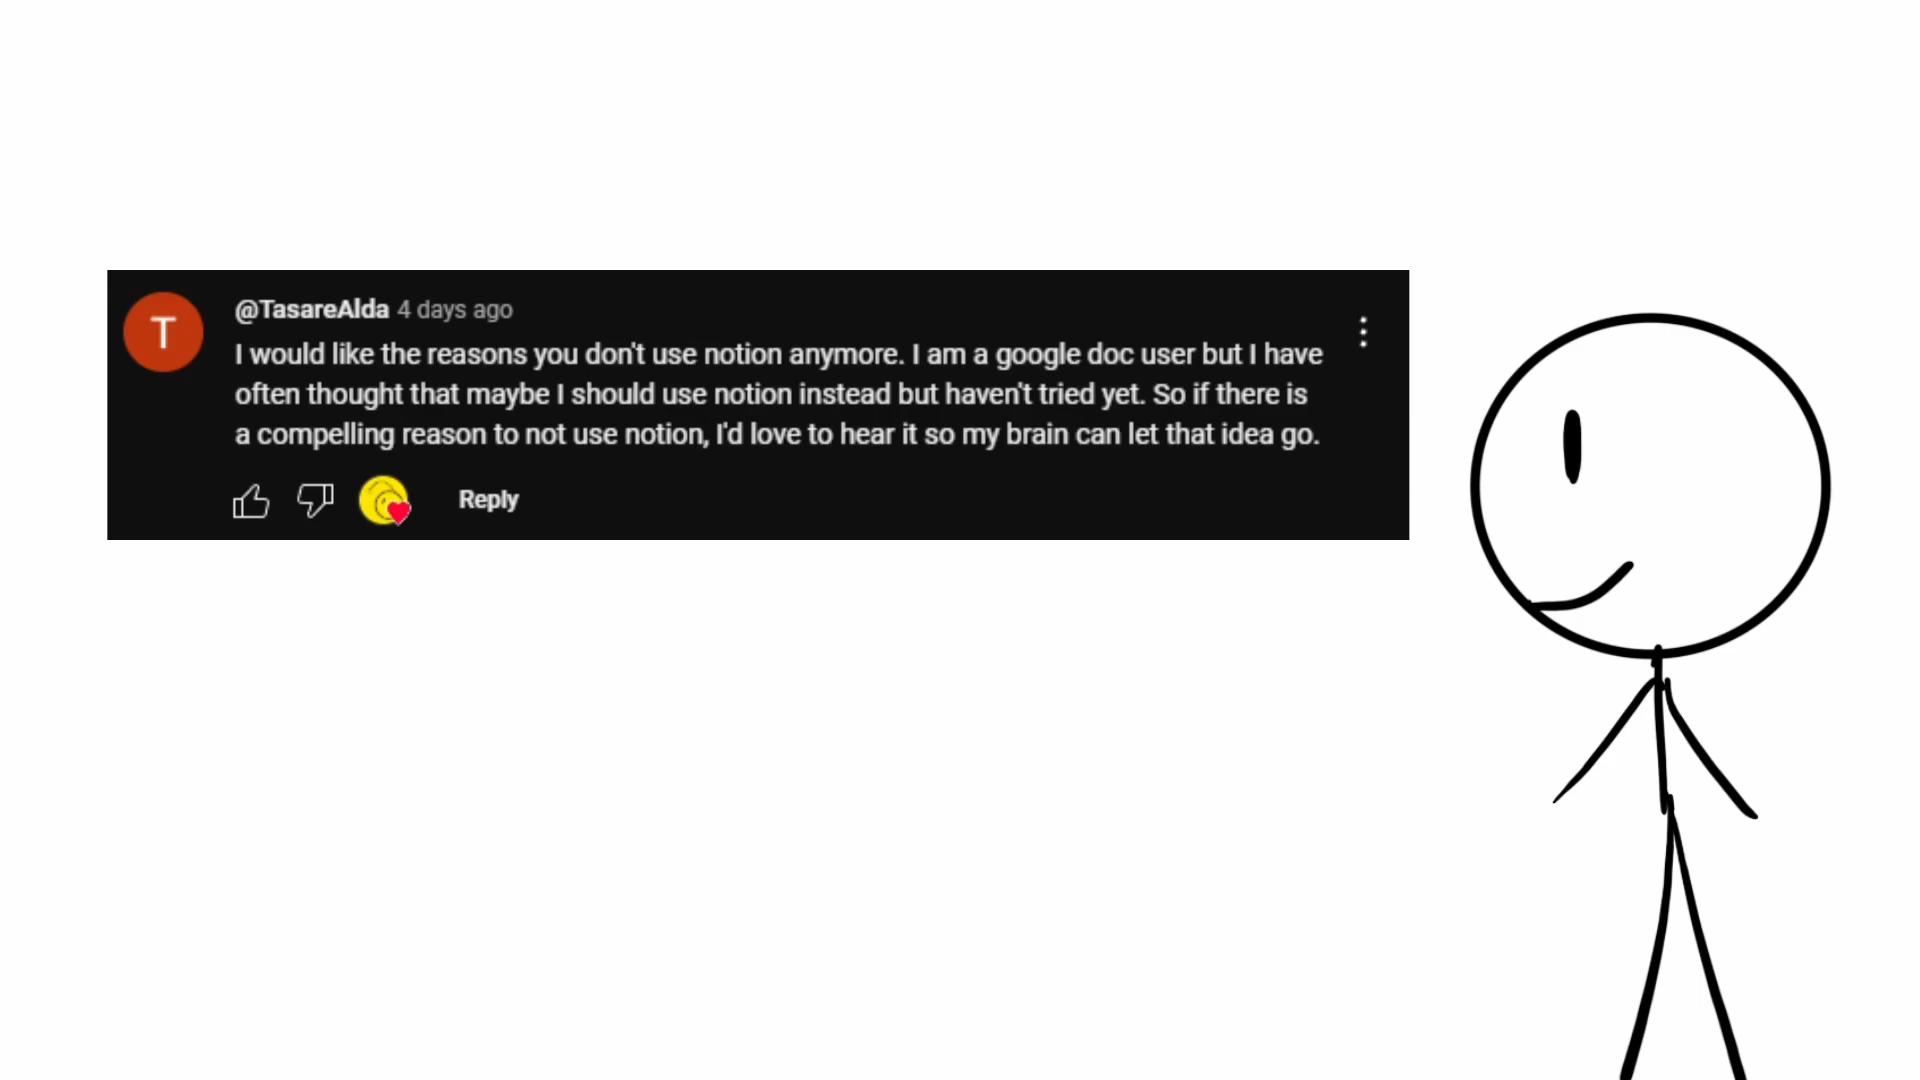 T
@TasareAlda 4 days ago
I would like the reasons you don't use notion anymore. I am a google doc user but I have
often thought that maybe I should use notion instead but haven't tried yet. So if there is
a compelling reason to not use notion, I'd love to hear it so my brain can let that idea go.
Reply